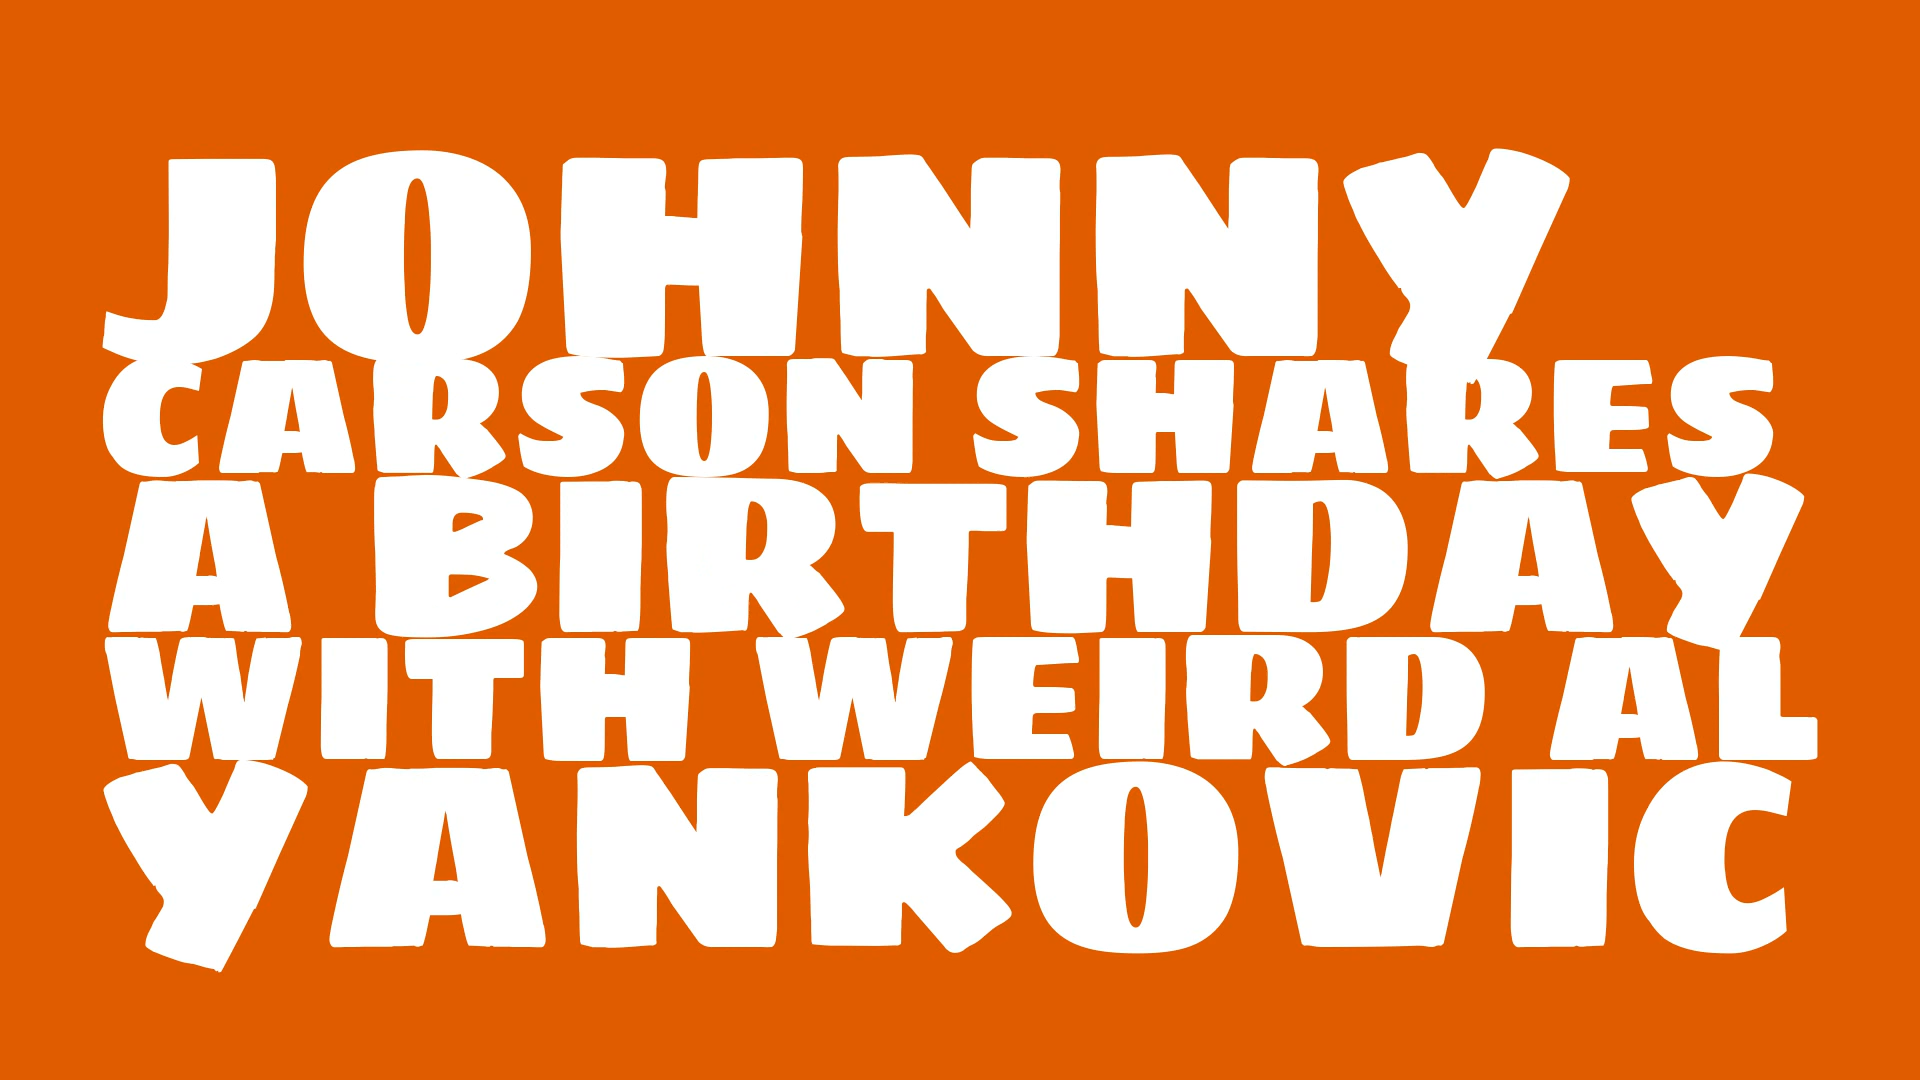 JOHNNY
CARSON SHARES
A BIRTHDAY
WITH WEIRD AL
YANKOVIC